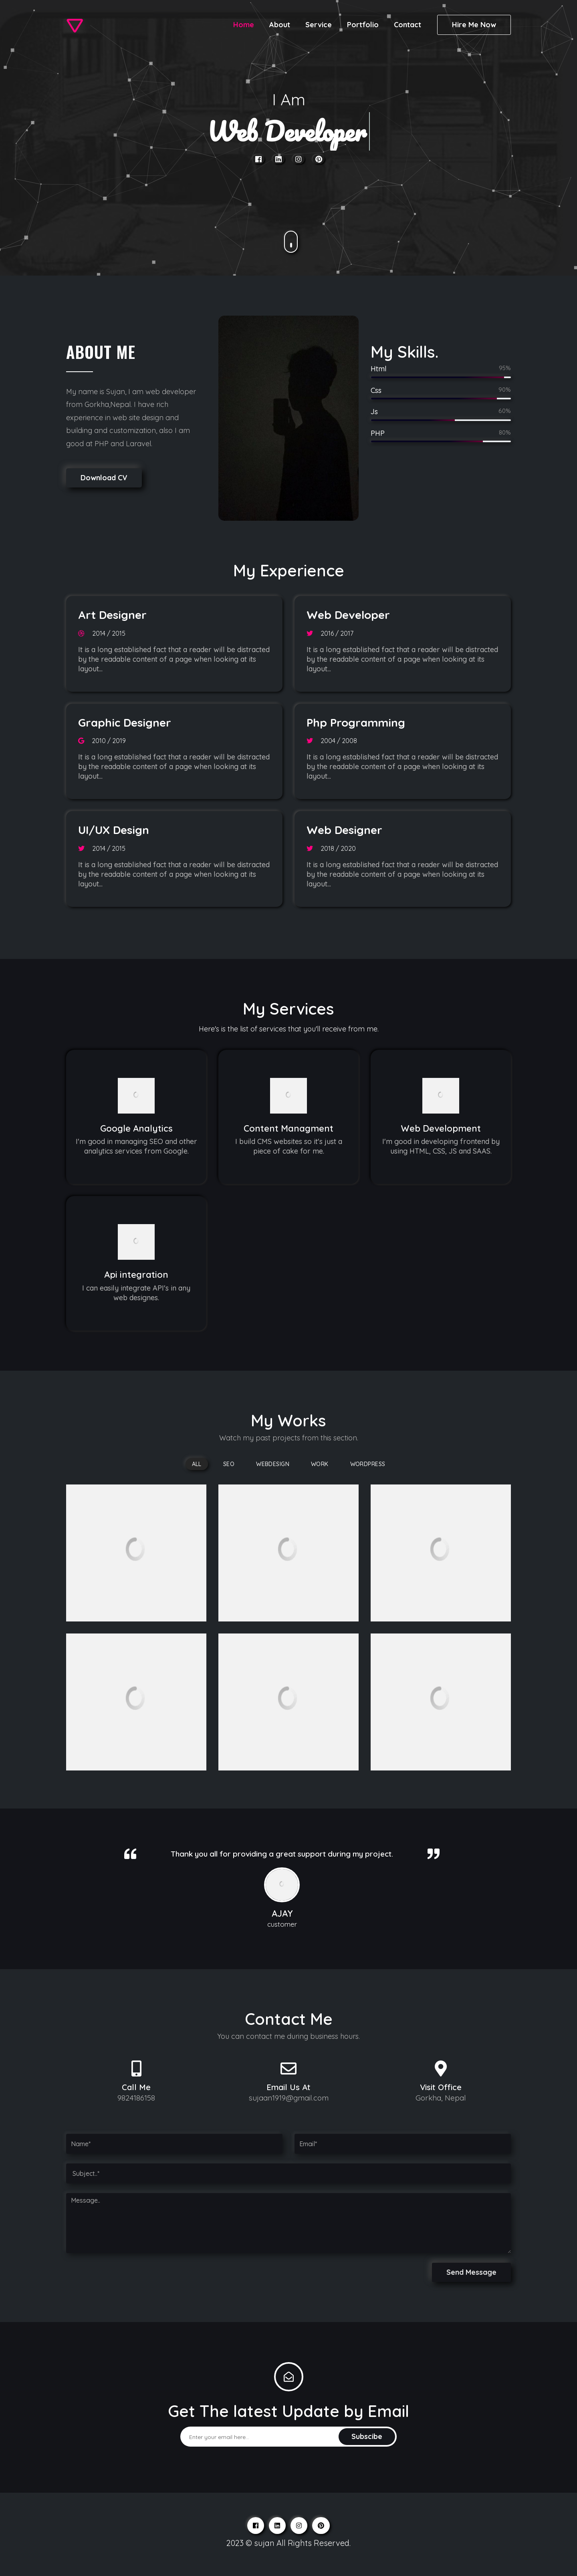 Home About Service Portfolio Contact Hire Me Now
I Am
Web Developer
ABOUT ME
My name is Sujan, I am web developer
from Gorkha,Nepal. I have rich
experience in web site design and
building and customization, also I am
good at PHP and Laravel.
Download CV
My Skills.
Html 95%
Css 90%
Js 60%
PHP 80%
My Experience
Art Designer
2014 / 2015
It is a long established fact that a reader will be distracted
by the readable content of a page when looking at its
layout...
Web Developer
2016 / 2017
It is a long established fact that a reader will be distracted
by the readable content of a page when looking at its
layout...
Graphic Designer
2010 / 2019
It is a long established fact that a reader will be distracted
by the readable content of a page when looking at its
layout...
Php Programming
2004 / 2008
It is a long established fact that a reader will be distracted
by the readable content of a page when looking at its
layout...
UI/UX Design
2014 / 2015
It is a long established fact that a reader will be distracted
by the readable content of a page when looking at its
layout...
Web Designer
2018 / 2020
It is a long established fact that a reader will be distracted
by the readable content of a page when looking at its
layout...
My Services
Here's is the list of services that you'll receive from me.
Google Analytics
I'm good in managing SEO and other
analytics services from Google.
Content Managment
I build CMS websites so it's just a
piece of cake for me.
Web Development
I'm good in developing frontend by
using HTML, CSS, JS and SAAS.
Api integration
I can easily integrate API's in any
web designes.
My Works
Watch my past projects from this section.
ALL SEO WEBDESIGN WORK WORDPRESS
Thank you all for providing a great support during my project.
AJAY
customer
Contact Me
You can contact me during business hours.
Call Me
9824186158
Email Us At
sujaan1919@gmail.com
Visit Office
Gorkha, Nepal
Name*
Email*
Subject..*
Message..
Send Message
Get The latest Update by Email
Enter your email here.
Subscibe
2023 © sujan All Rights Reserved.